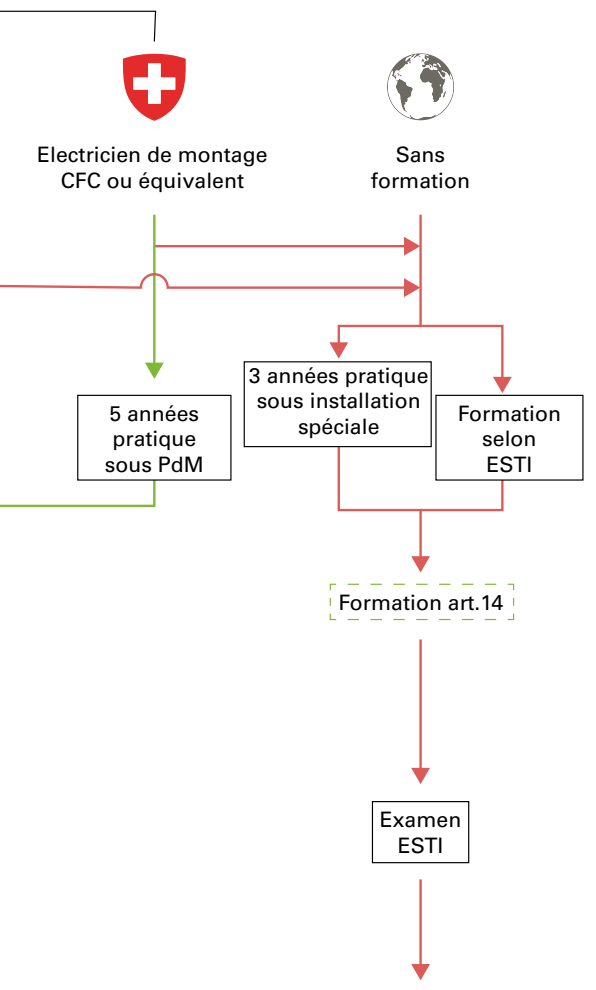 Electricien de montage
CFC ou équivalent
Sans
formation
3 années pratique
sous installation
spéciale
5 années
pratique
sous PdM
Formation
selon
ESTI
Formation art.14
Examen
ESTI